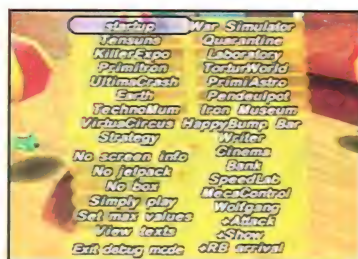 startup
Tensuns
KillerExpo
Primitron
UltimaCrash
Earth
TechnoMum
VirtuaCircus
Strategy
No screen info
No jetpack
No box
Simply play
Set max values
View texts
Exit debug mode
War Simulator
Quarantine
Laboratory
TorturWorld
PrimiAstro
Pendeulpot
Iron Museum
HappyBump Bar
Writer
Cinema
Bank
SpeedLab
MecaControl
Wolfgang
+Attack
+Show
+RB arrival